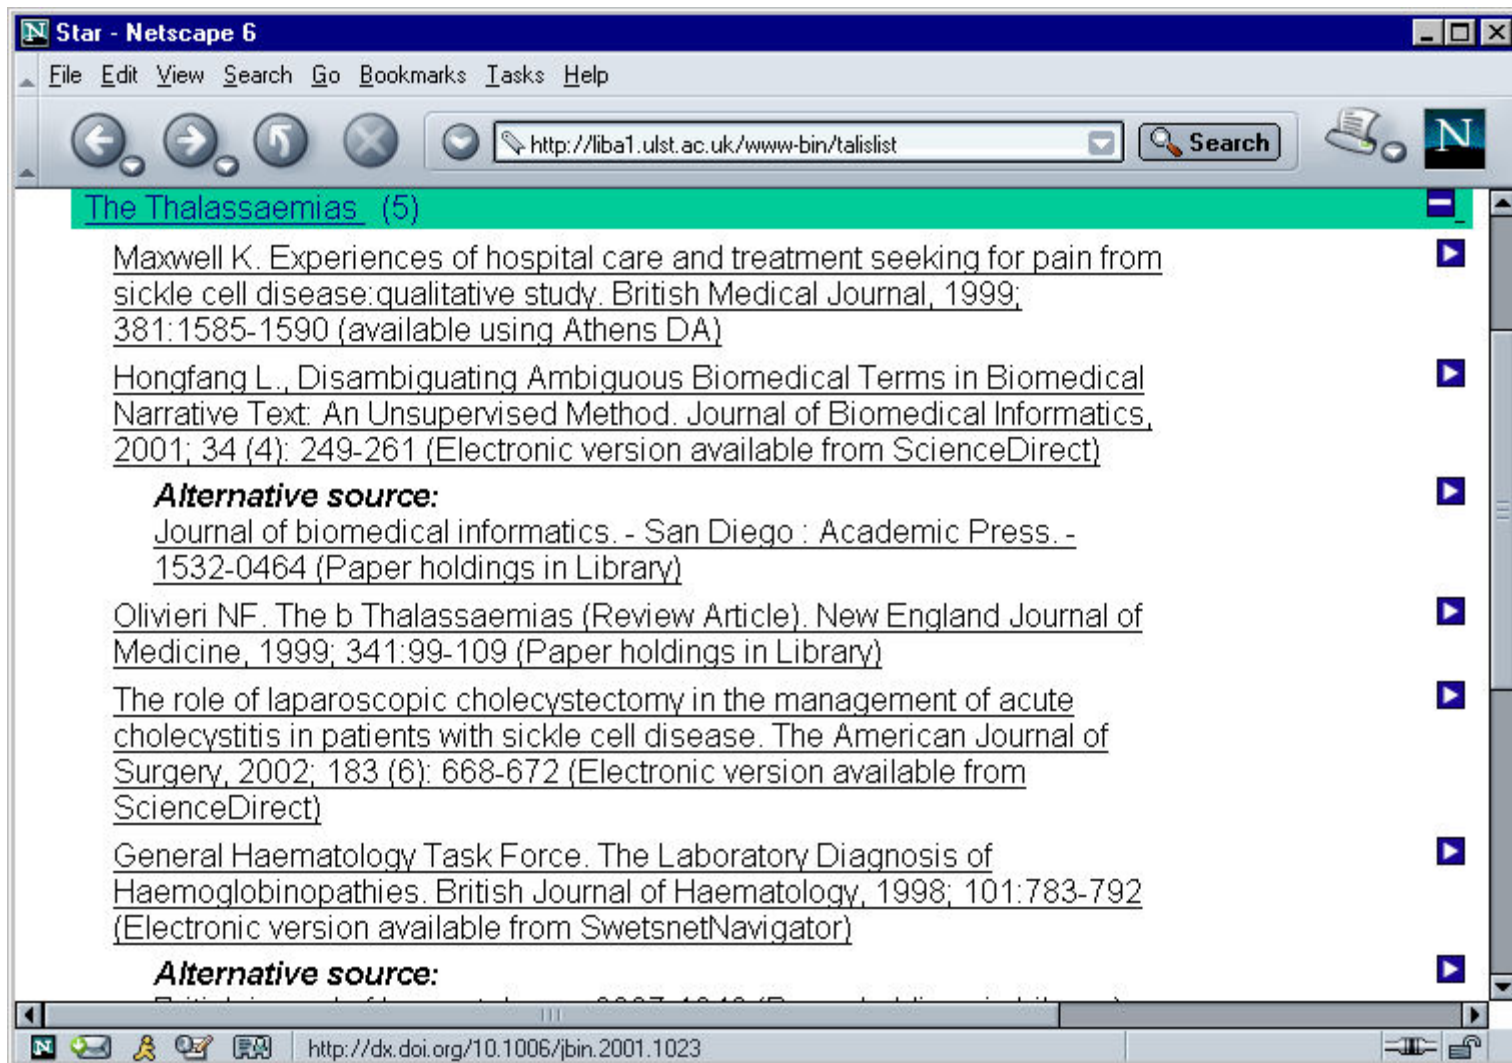 Star - Netscape 6
File Edit View Search Go Bookmarks Tasks Help
http://liba1.ulst.ac.uk/www-bin/talislist
Search
N
The Thalassaemias (5)
Maxwell K. Experiences of hospital care and treatment seeking for pain from
sickle cell disease:qualitative study. British Medical Journal, 1999;
381:1585-1590 (available using Athens DA)
Hongfang L., Disambiguating Ambiguous Biomedical Terms in Biomedical
Narrative Text: An Unsupervised Method. Journal of Biomedical Informatics,
2001; 34 (4): 249-261 (Electronic version available from ScienceDirect)
Alternative source:
Journal of biomedical informatics. - San Diego : Academic Press. -
1532-0464 (Paper holdings in Library)
Olivieri NF. The b Thalassaemias (Review Article). New England Journal of
Medicine, 1999; 341:99-109 (Paper holdings in Library)
The role of laparoscopic cholecystectomy in the management of acute
cholecystitis in patients with sickle cell disease. The American Journal of
Surgery, 2002; 183 (6): 668-672 (Electronic version available from
ScienceDirect)
General Haematology Task Force. The Laboratory Diagnosis of
Haemoglobinopathies. British Journal of Haematology, 1998; 101:783-792
(Electronic version available from SwetsnetNavigator)
Alternative source:
http://dx.doi.org/10.1006/jbin.2001.1023